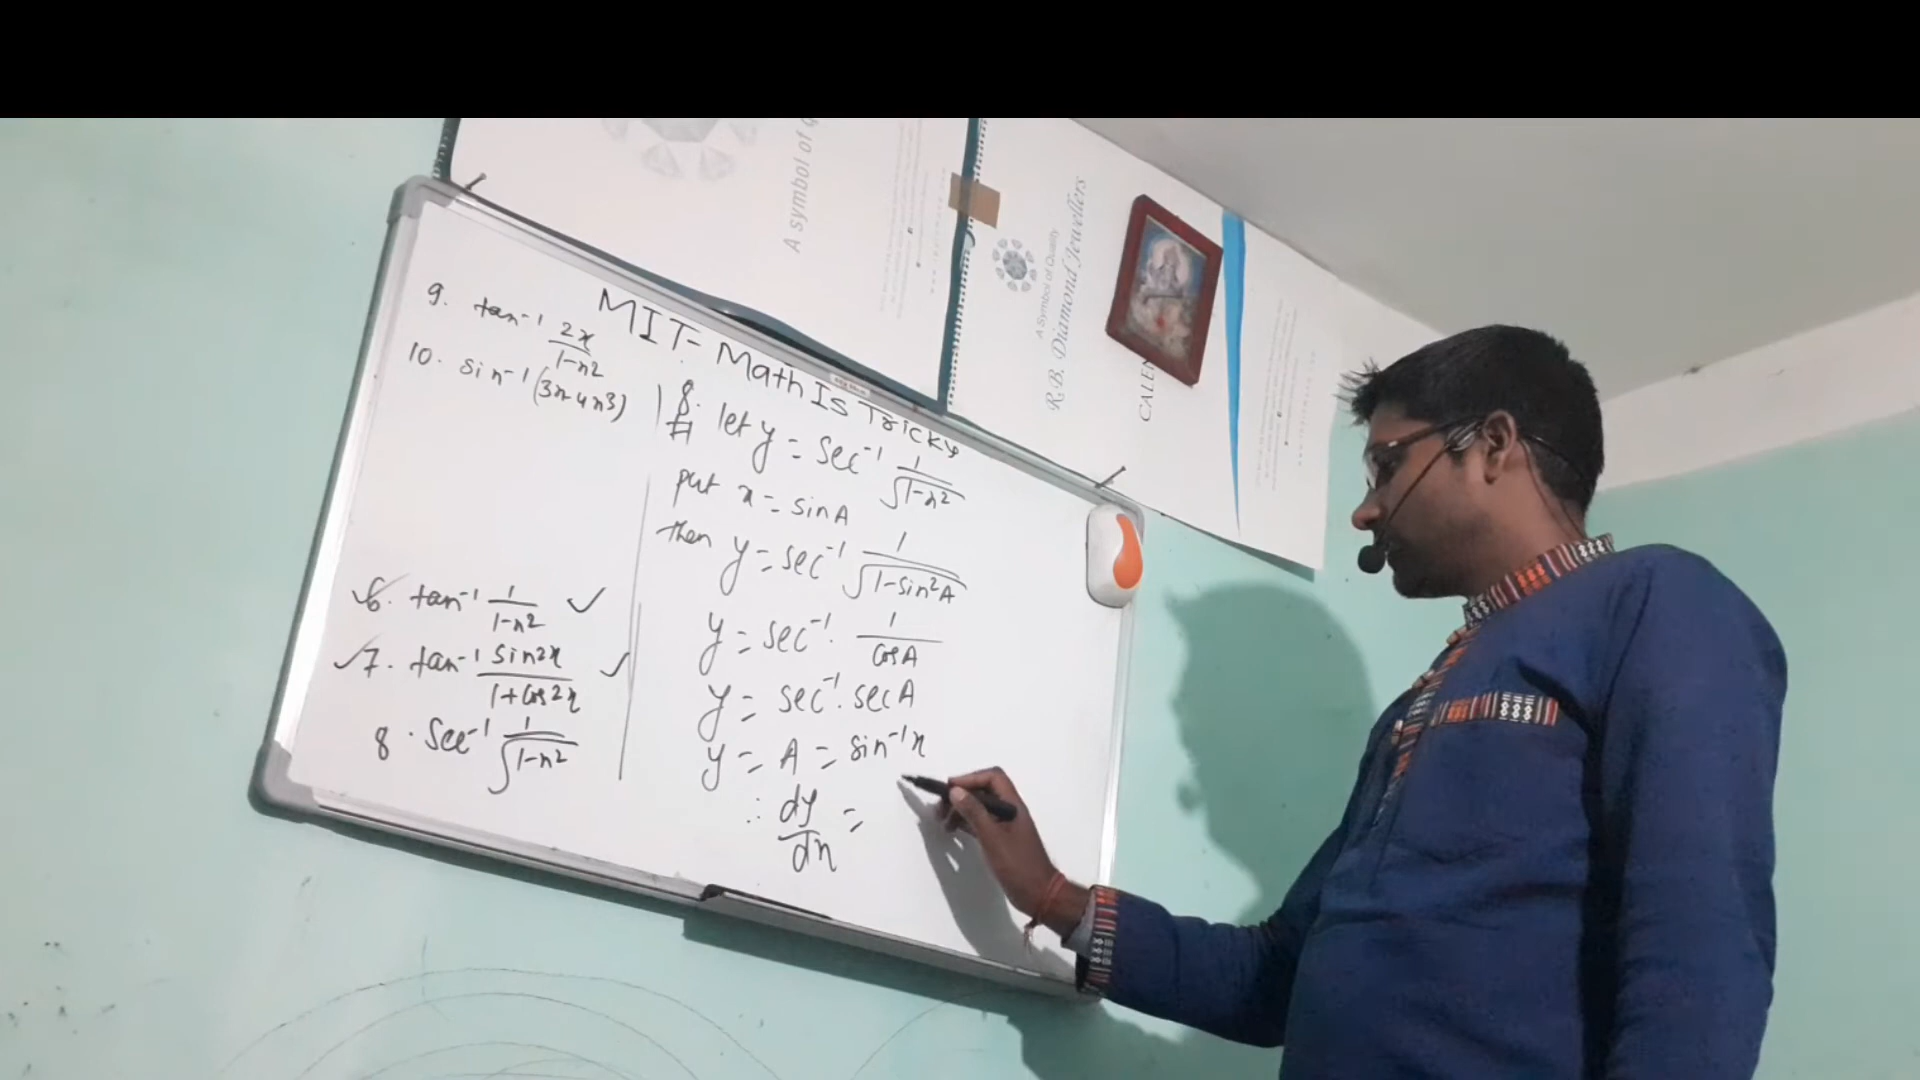 A symbol of
A Symbol of Quality
R.B. Diamond Jewellers
CALEN
MIT- Math Is Tricky
9. tan⁻¹ 2x/1-x2
10. sin⁻¹(3x-4x3)
6. tan⁻¹ 1/1-x2 ✓
✓7. tan⁻¹ sin2x/1+cos2x ✓
8. Sec⁻¹ 1/√1-x2
8. let y = sec⁻¹ 1/√1-x2
put x = sinA
then y = sec⁻¹ 1/√1-sin²A
y = sec⁻¹. 1/cosA
y = sec⁻¹. secA
y = A = sin⁻¹x
∴ dy/dx =